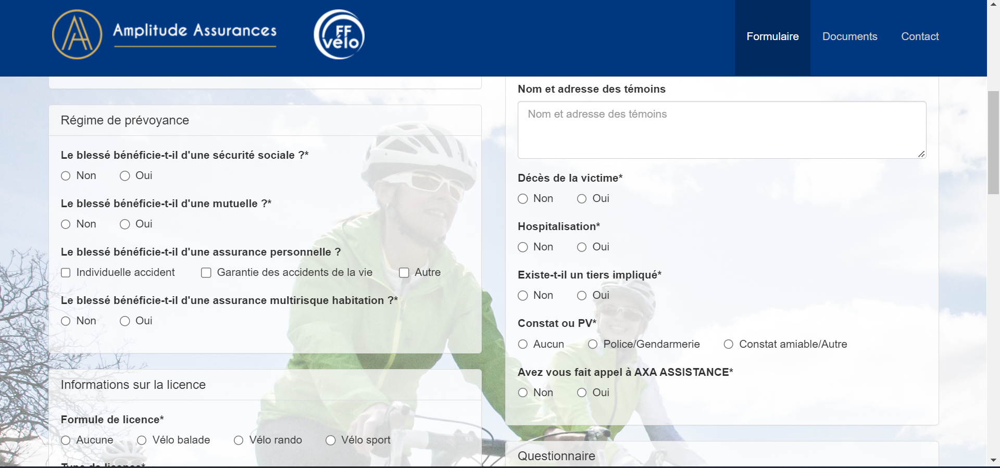 Amplitude Assurances
FF
vélo
Formulaire
Documents
Contact
Régime de prévoyance
Le blessé bénéficie-t-il d'une sécurité sociale ?*
Non Oui
Le blessé bénéficie-t-il d'une mutuelle ?*
Non Oui
Le blessé bénéficie-t-il d'une assurance personnelle ?
Individuelle accident Garantie des accidents de la vie Autre
Le blessé bénéficie-t-il d'une assurance multirisque habitation ?*
Non Oui
Informations sur la licence
Formule de licence*
Aucune Vélo balade Vélo rando Vélo sport
Type de licence*
Nom et adresse des témoins
Nom et adresse des témoins
Décès de la victime*
Non Oui
Hospitalisation*
Non Oui
Existe-t-il un tiers impliqué*
Non Oui
Constat ou PV*
Aucun Police/Gendarmerie Constat amiable/Autre
Avez vous fait appel à AXA ASSISTANCE*
Non Oui
Questionnaire